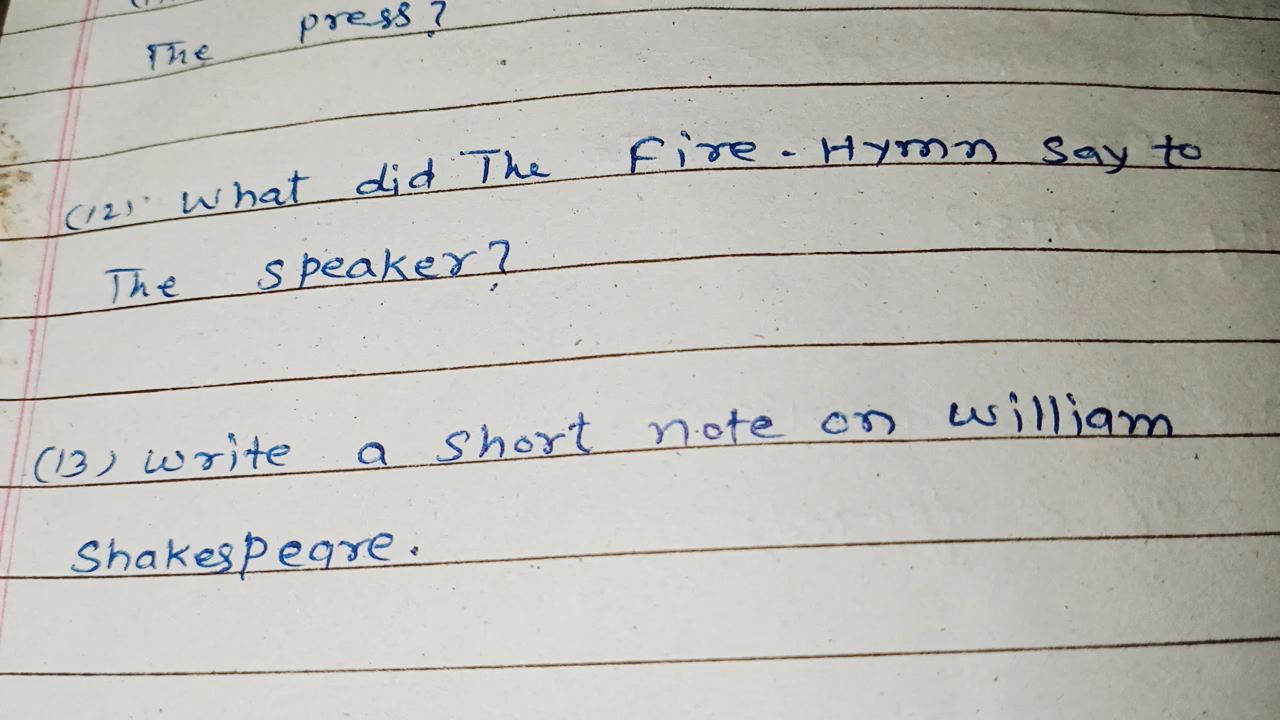 The press?
(12). What did The Fire-Hymn say to
The speaker?
(13) Write a short note on william
Shakespeare.